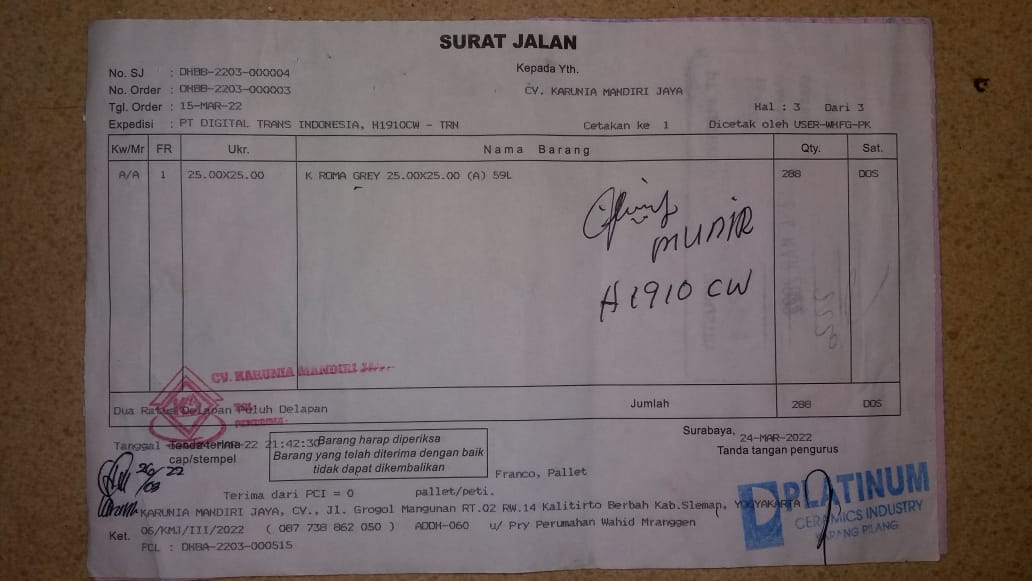 SURAT JALAN
No. SJ : DHBB-2203-000004
Kepada Yth.
No. Order : OHBB-2203-000003
CV. KARUNIA MANDIRI JAYA
Tgl. Order : 15-MAR-22
Hal : 3 Dari 3
Expedisi : PT DIGITAL TRANS INDONESIA, H1910CW - TRN
Cetakan ke 1 Dicetak oleh USER-WHFG-PK
Kw/Mr FR Ukr. Nama Barang Qty. Sat.
A/A 1 25.00X25.00 K ROMA GREY 25.00X25.00 (A) 59L 288 DOS
MUNIR
H1910 CW
CV. KARUNIA MANDIRI
Dua Ratus Delapan Puluh Delapan
Jumlah 288 DOS
TGL.
PENERIMA
Surabaya, 24-MAR-2022
Tanggal 22 21:42:30
Tanda terima
cap/stempel
Barang harap diperiksa
Barang yang telah diterima dengan baik
tidak dapat dikembalikan
Tanda tangan pengurus
26/03 22
Franco, Pallet
Terima dari PCI = 0 pallet/peti.
PLATINUM
CERAMICS INDUSTRY
KARANG PILANG
KARUNIA MANDIRI JAYA, CV., Jl. Grogol Mangunan RT.02 RW.14 Kalitirto Berbah Kab.Sleman, YOGYAKARTA
06/KMJ/III/2022 ( 087 738 862 050 ) ADDH-060 u/ Pry Perumahan Wahid Mranggen
Ket.
FCL : DHBA-2203-000515